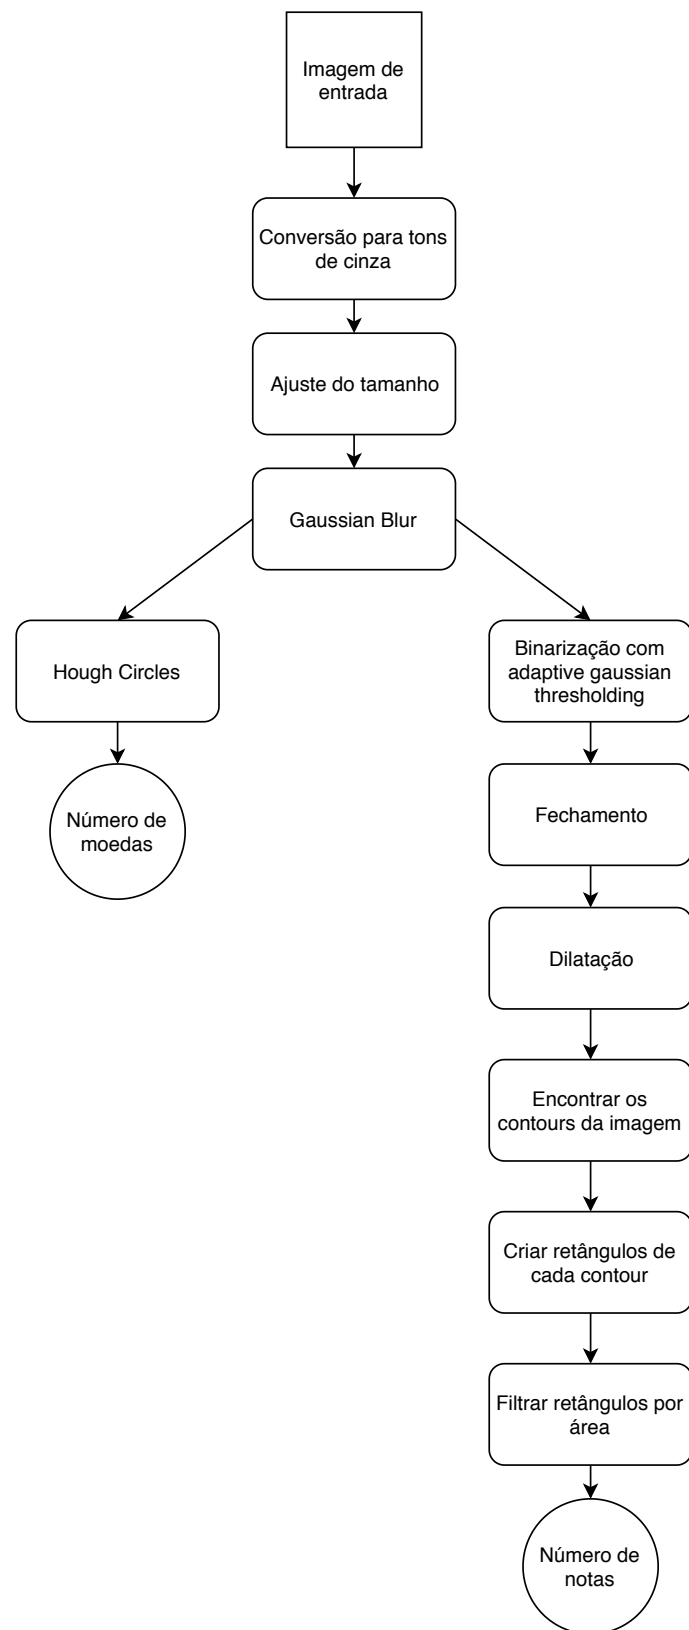 Imagem de
entrada
Conversão para tons
de cinza
Ajuste do tamanho
Gaussian Blur
Hough Circles
Número de
moedas
Binarização com
adaptive gaussian
thresholding
Fechamento
Dilatação
Encontrar os
contours da imagem
Criar retângulos de
cada contour
Filtrar retângulos por
área
Número de
notas